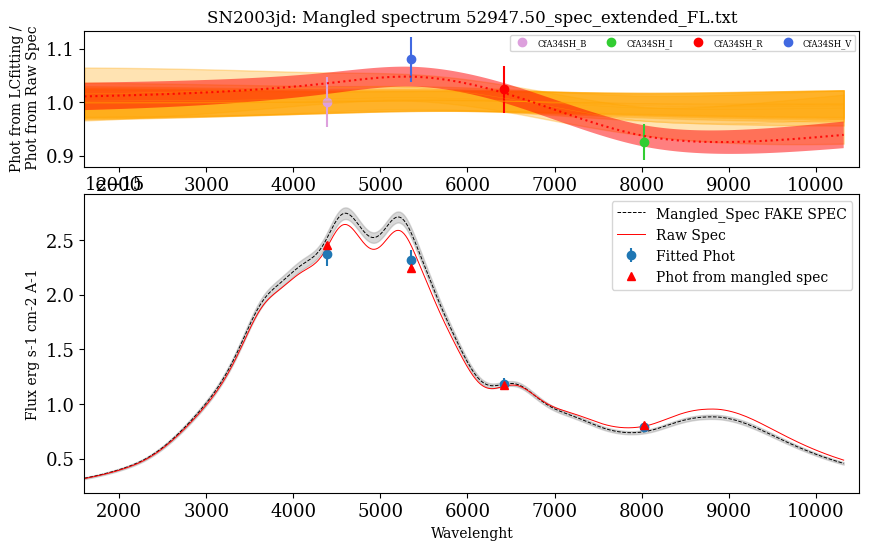 SN2003jd: Mangled spectrum 52947.50_spec_extended_FL.txt
Phot from LCfitting /
Phot from Raw Spec
1.1
1.0
0.9
CfA34SH_B
CfA34SH_I
CfA34SH_R
CfA34SH_V
2000 3000 4000 5000 6000 7000 8000 9000 10000
1e−15
Flux erg s-1 cm-2 A-1
2.5
2.0
1.5
1.0
0.5
Mangled_Spec FAKE SPEC
Raw Spec
Fitted Phot
Phot from mangled spec
2000 3000 4000 5000 6000 7000 8000 9000 10000
Wavelenght